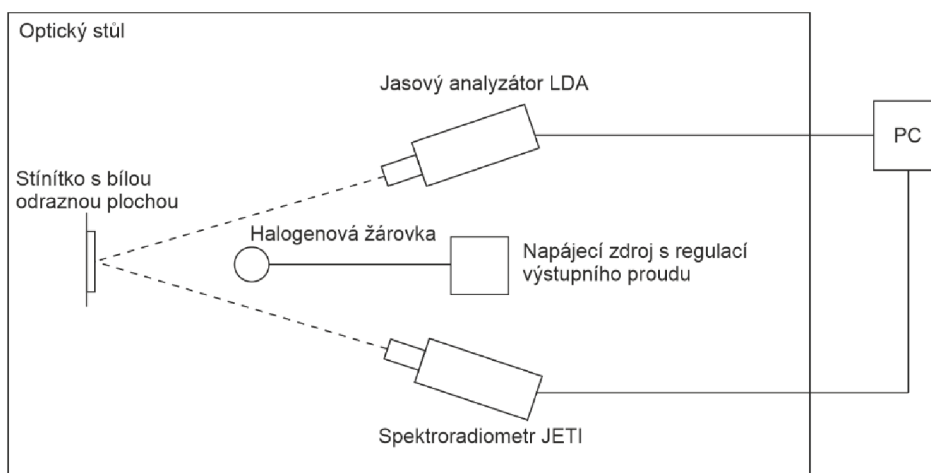 Optický stůl
Jasový analyzátor LDA
PC
Stínítko s bílou
odraznou plochou
Halogenová žárovka
Napájecí zdroj s regulací
výstupního proudu
Spektroradiometr JETI